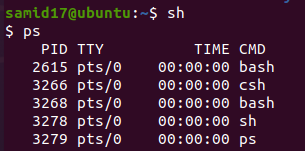 samid17@ubuntu:~$ sh
$ ps
    PID TTY          TIME CMD
   2615 pts/0    00:00:00 bash
   3266 pts/0    00:00:00 csh
   3268 pts/0    00:00:00 bash
   3278 pts/0    00:00:00 sh
   3279 pts/0    00:00:00 ps